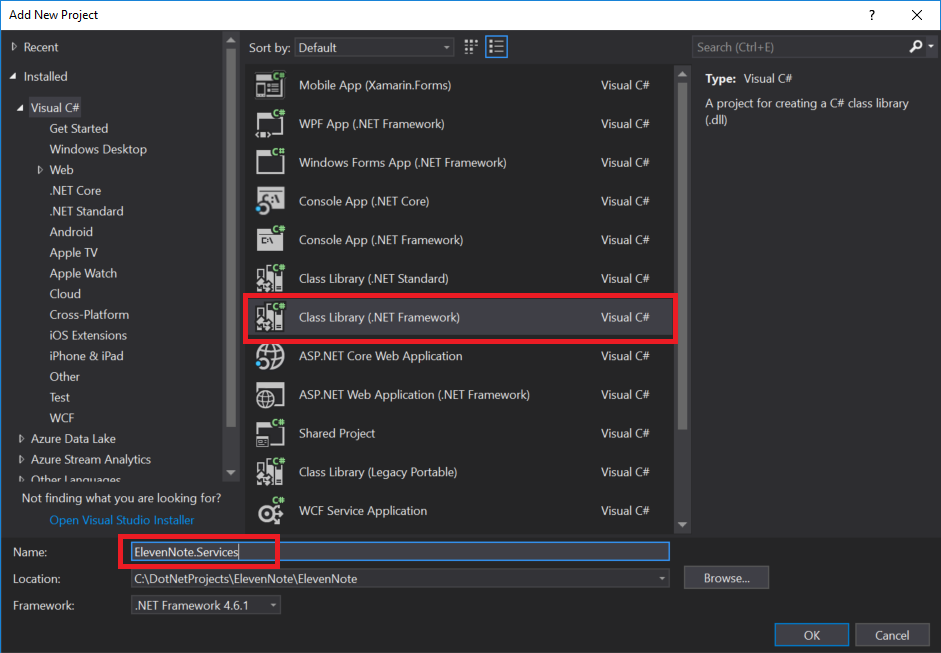 Add New Project
?
Recent
Installed
Visual C#
Get Started
Windows Desktop
Web
.NET Core
.NET Standard
Android
Apple TV
Apple Watch
Cloud
Cross-Platform
iOS Extensions
iPhone & iPad
Other
Test
WCF
Azure Data Lake
Azure Stream Analytics
Other Languages
Not finding what you are looking for?
Open Visual Studio Installer
Sort by: Default
Mobile App (Xamarin.Forms) Visual C#
WPF App (.NET Framework) Visual C#
Windows Forms App (.NET Framework) Visual C#
Console App (.NET Core) Visual C#
Console App (.NET Framework) Visual C#
Class Library (.NET Standard) Visual C#
Class Library (.NET Framework) Visual C#
ASP.NET Core Web Application Visual C#
ASP.NET Web Application (.NET Framework) Visual C#
Shared Project Visual C#
Class Library (Legacy Portable) Visual C#
WCF Service Application Visual C#
Search (Ctrl+E)
Type: Visual C#
A project for creating a C# class library
(.dll)
Name: ElevenNote.Services
Location: C:\DotNetProjects\ElevenNote\ElevenNote
Browse...
Framework: .NET Framework 4.6.1
OK
Cancel